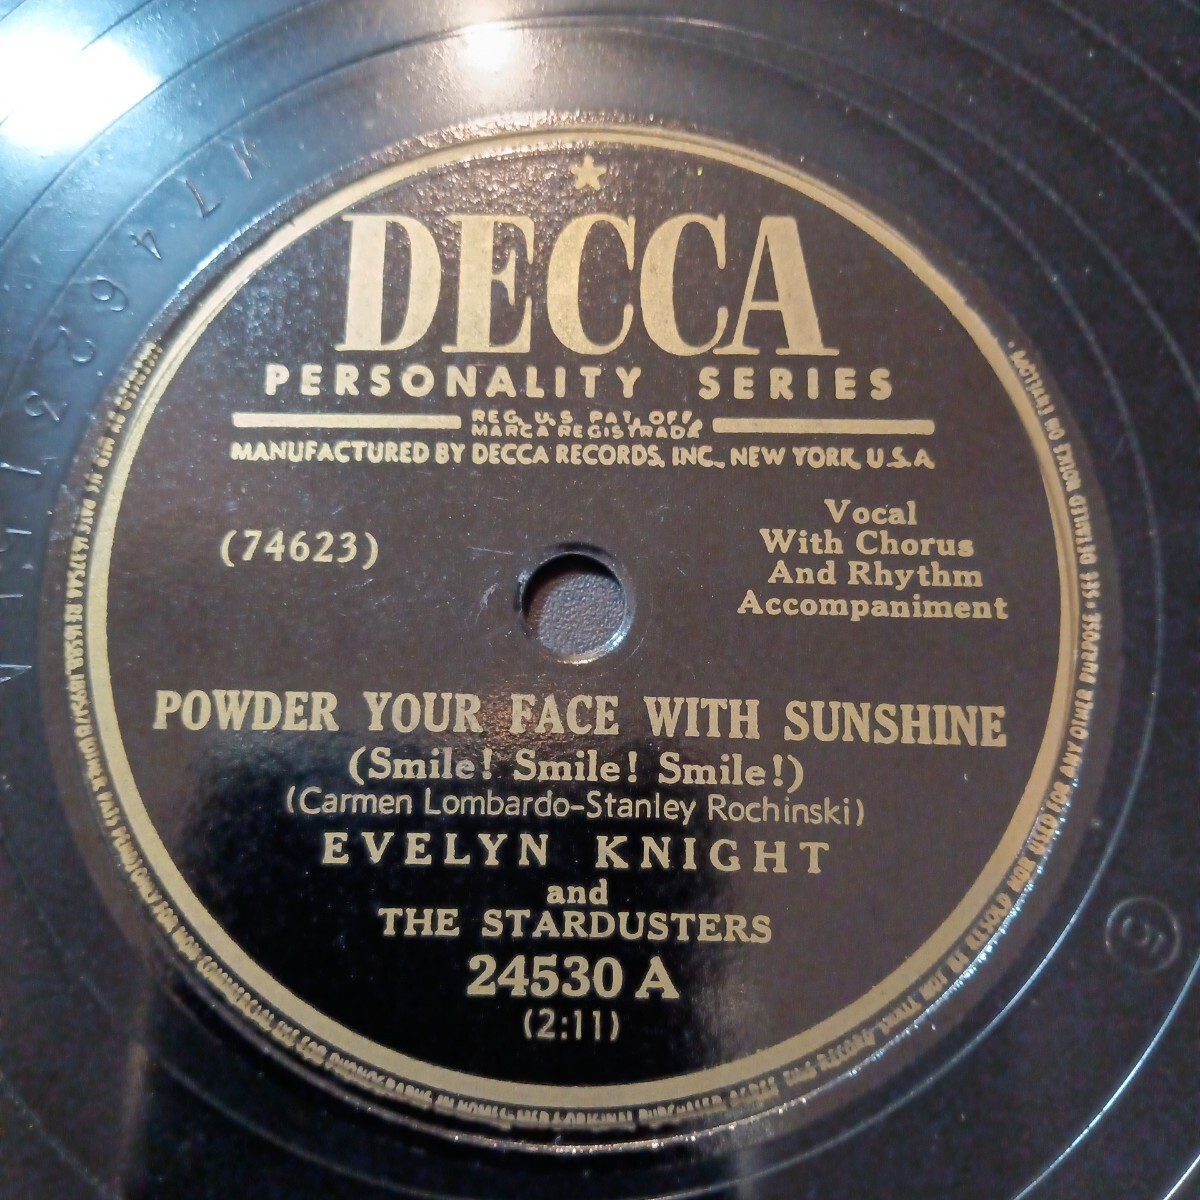 DECCA
PERSONALITY SERIES
REG. U.S. PAT. OFF.
MARCA REGISTRADA
MANUFACTURED BY DECCA RECORDS, INC., NEW YORK, U.S.A.
(74623)
Vocal
With Chorus
And Rhythm
Accompaniment
POWDER YOUR FACE WITH SUNSHINE
(Smile! Smile! Smile!)
(Carmen Lombardo-Stanley Rochinski)
EVELYN KNIGHT
and
THE STARDUSTERS
24530 A
(2:11)